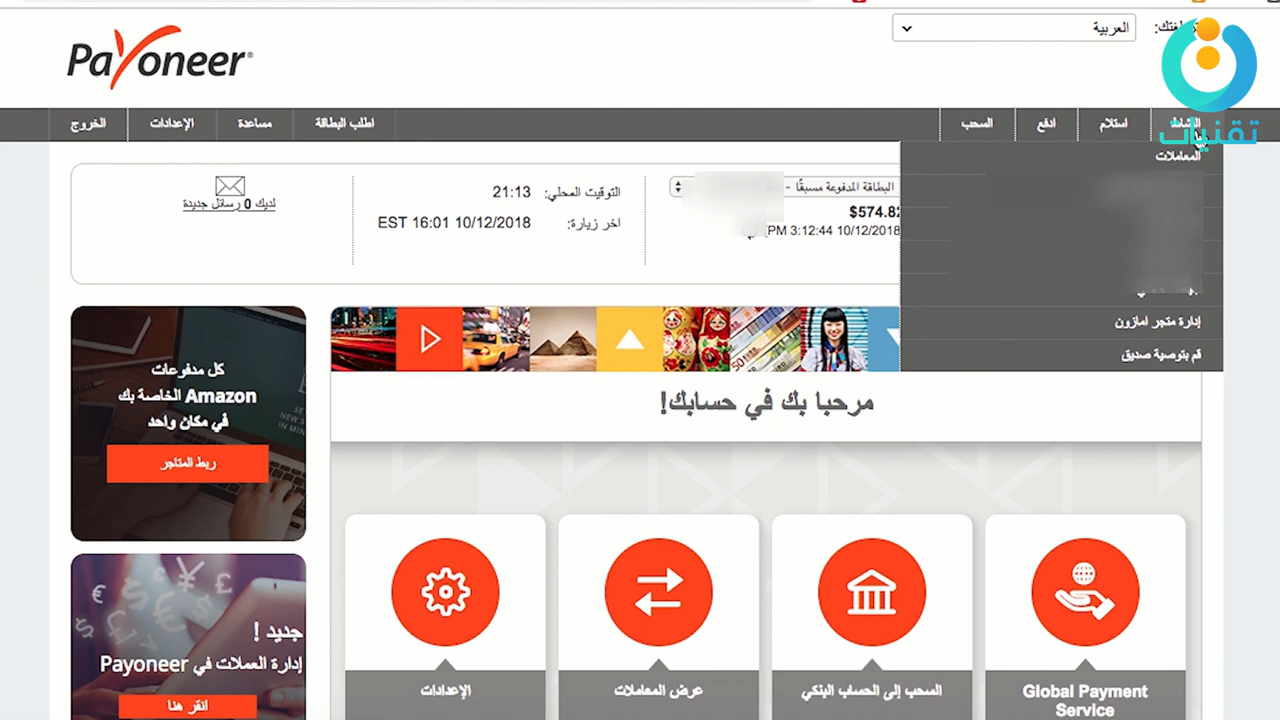 Payoneer
العربية
تقنيات
النشاط
استلام
ادفع
السحب
اطلب البطاقة
مساعدة
الإعدادات
الخروج
المعاملات
إدارة متجر امازون
قم بتوصية صديق
البطاقة المدفوعة مسبقًا -
$574.82
10/12/2018 3:12:44 PM)
التوقيت المحلي: 21:13
اخر زيارة: 10/12/2018 16:01 EST
لديك 0 رسائل جديدة
كل مدفوعات
Amazon الخاصة بك
في مكان واحد
ربط المتاجر
مرحبا بك في حسابك!
Global Payment
Service
السحب إلى الحساب البنكي
عرض المعاملات
الإعدادات
جديد !
إدارة العملات في Payoneer
انقر هنا